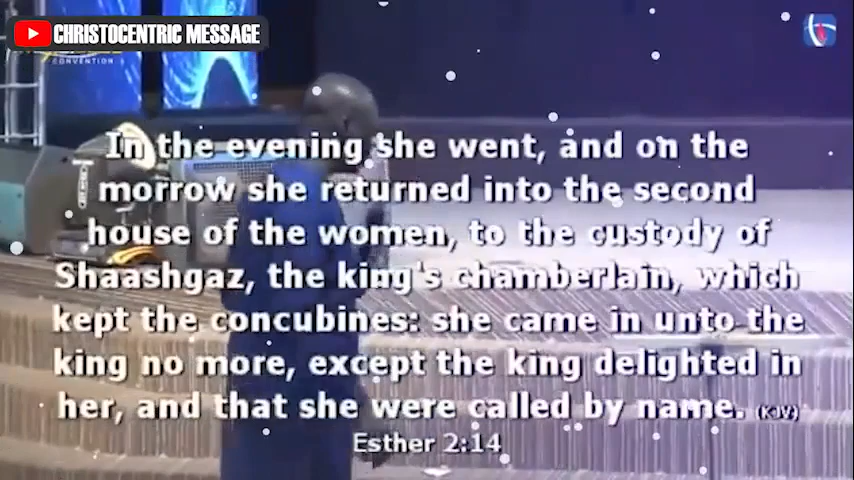 CHRISTOCENTRIC MESSAGE
CONVENTION
In the evening she went, and on the
morrow she returned into the second
house of the women, to the custody of
Shaashgaz, the king's chamberlain, which
kept the concubines: she came in unto the
king no more, except the king delighted in
her, and that she were called by name. (KJV)
Esther 2:14